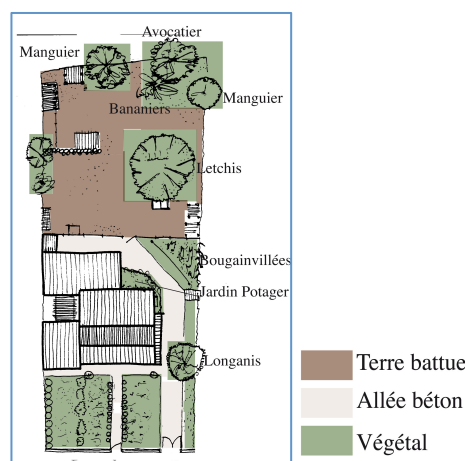 Avocatier
Manguier
Manguier
Bananiers
Letchis
Bougainvillées
Jardin Potager
Longanis
Terre battue
Allée béton
Végétal